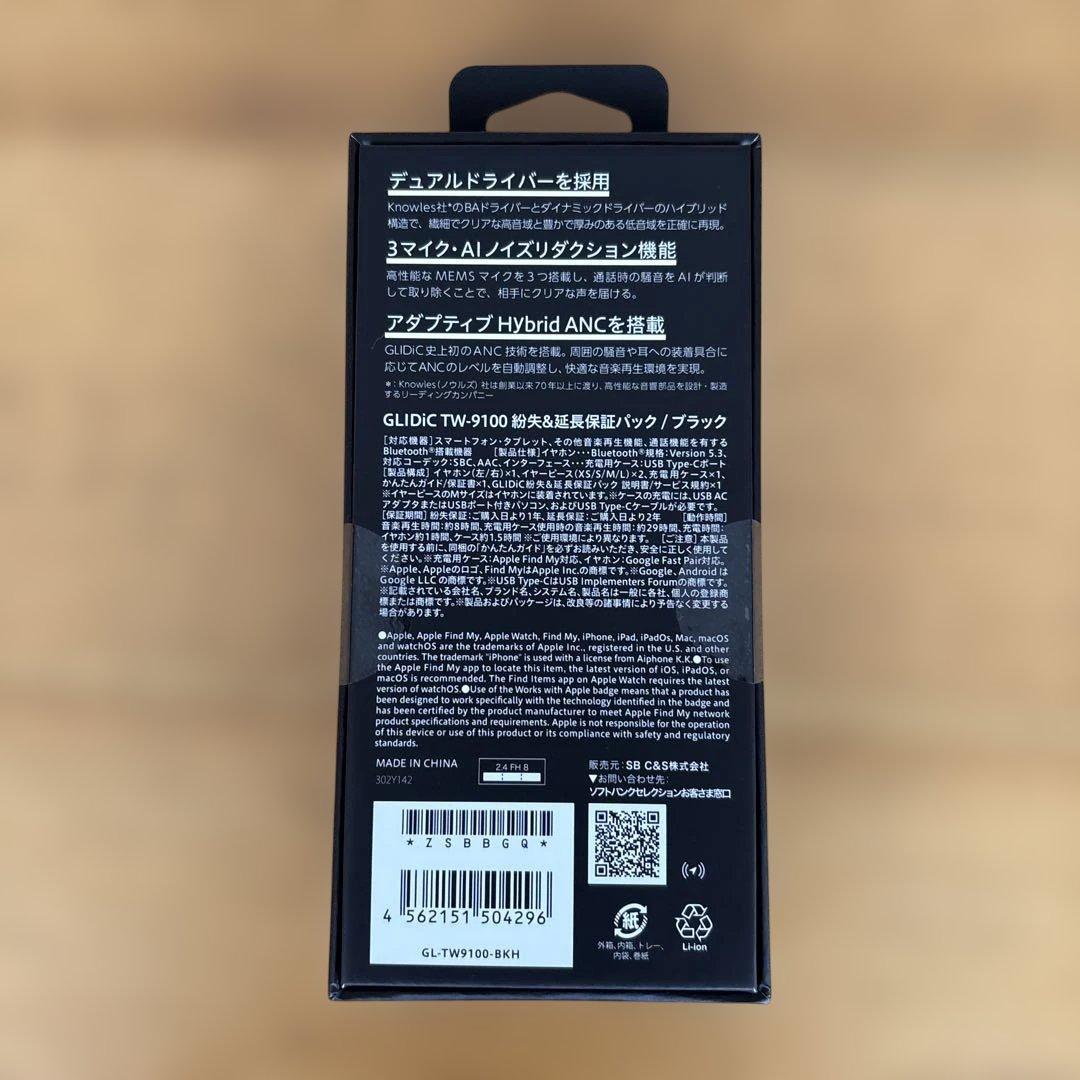 デュアルドライバーを採用
Knowles社*のBAドライバーとダイナミックドライバーのハイブリッド
構造で、繊細でクリアな高音域と豊かで厚みのある低音域を正確に再現。
3マイク・AIノイズリダクション機能
高性能なMEMSマイクを3つ搭載し、通話時の騒音をAIが判断
して取り除くことで、相手にクリアな声を届ける。
アダプティブ Hybrid ANCを搭載
GLIDiC史上初のANC技術を搭載。周囲の騒音や耳への装着具合に
応じてANCのレベルを自動調整し、快適な音楽再生環境を実現。
*：Knowles（ノウルズ）社は創業以来70年以上に渡り、高性能な音響部品を設計・製造
するリーディングカンパニー
GLIDiC TW-9100 紛失&延長保証パック / ブラック
[対応機器]スマートフォン・タブレット、その他音楽再生機能、通話機能を有する
Bluetooth®搭載機器 [製品仕様]イヤホン・・・Bluetooth®規格：Version 5.3、
対応コーデック：SBC、AAC、インターフェース・・・充電用ケース：USB Type-Cポート
[製品構成] イヤホン(左/右)×1、イヤーピース(XS/S/M/L)×2、充電用ケース×1、
かんたんガイド/保証書×1、GLIDiC紛失&延長保証パック 説明書/サービス規約×1
※イヤーピースのMサイズはイヤホンに装着されています。※ケースの充電には、USB AC
アダプタまたはUSBポート付きパソコン、およびUSB Type-Cケーブルが必要です。
[保証期間] 紛失保証：ご購入日より1年、延長保証：ご購入日より2年 [動作時間]
音楽再生時間：約8時間、充電用ケース使用時の音楽再生時間：約29時間、充電時間：
イヤホン約1時間、ケース約1.5時間 ※ご使用環境により異なります。 [ご注意] 本製品
を使用する前に、同梱の「かんたんガイド」を必ずお読みいただき、安全に正しく使用して
ください。※充電用ケース：Apple Find My対応、イヤホン：Google Fast Pair対応。
※Apple、Appleのロゴ、Find MyはApple Inc.の商標です。※Google、Android は
Google LLC の商標です。※USB Type-CはUSB Implementers Forumの商標です。
※記載されている会社名、ブランド名、システム名、製品名は一般に各社、個人の登録商
標または商標です。※製品およびパッケージは、改良等の諸事情により予告なく変更する
場合があります。
●Apple, Apple Find My, Apple Watch, Find My, iPhone, iPad, iPadOs, Mac, macOS
and watchOS are the trademarks of Apple Inc., registered in the U.S. and other
countries. The trademark "iPhone" is used with a license from Aiphone K.K.●To use
the Apple Find My app to locate this item, the latest version of iOS, iPadOS, or
macOS is recommended. The Find Items app on Apple Watch requires the latest
version of watchOS.●Use of the Works with Apple badge means that a product has
been designed to work specifically with the technology identified in the badge and
has been certified by the product manufacturer to meet Apple Find My network
product specifications and requirements. Apple is not responsible for the operation
of this device or use of this product or its compliance with safety and regulatory
standards.
MADE IN CHINA
302Y142
2.4 FH 8
販売元：SB C&S株式会社
▼お問い合わせ先：
ソフトバンクセレクションお客さま窓口
* Z S B B G Q *
4 562151 504296
GL-TW9100-BKH
紙
外箱、内箱、トレー、
内袋、巻紙
Li-ion